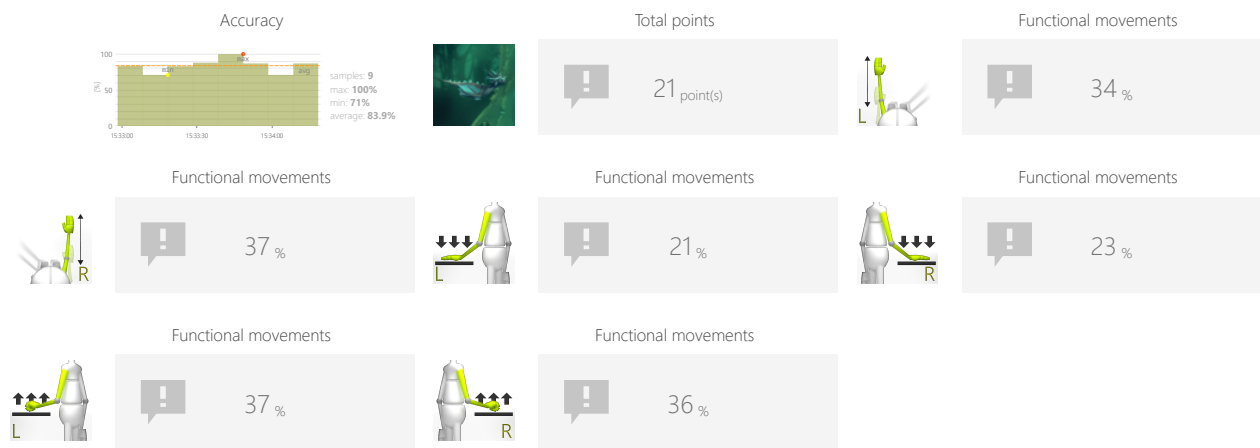 Accuracy
100
50
0
[%]
min
max
avg
15:33:00
15:33:30
15:34:00
samples: 9
max: 100%
min: 71%
average: 83.9%
Total points
21 point(s)
Functional movements
L
34 %
Functional movements
R
37 %
Functional movements
L
21 %
Functional movements
R
23 %
Functional movements
L
37 %
Functional movements
R
36 %